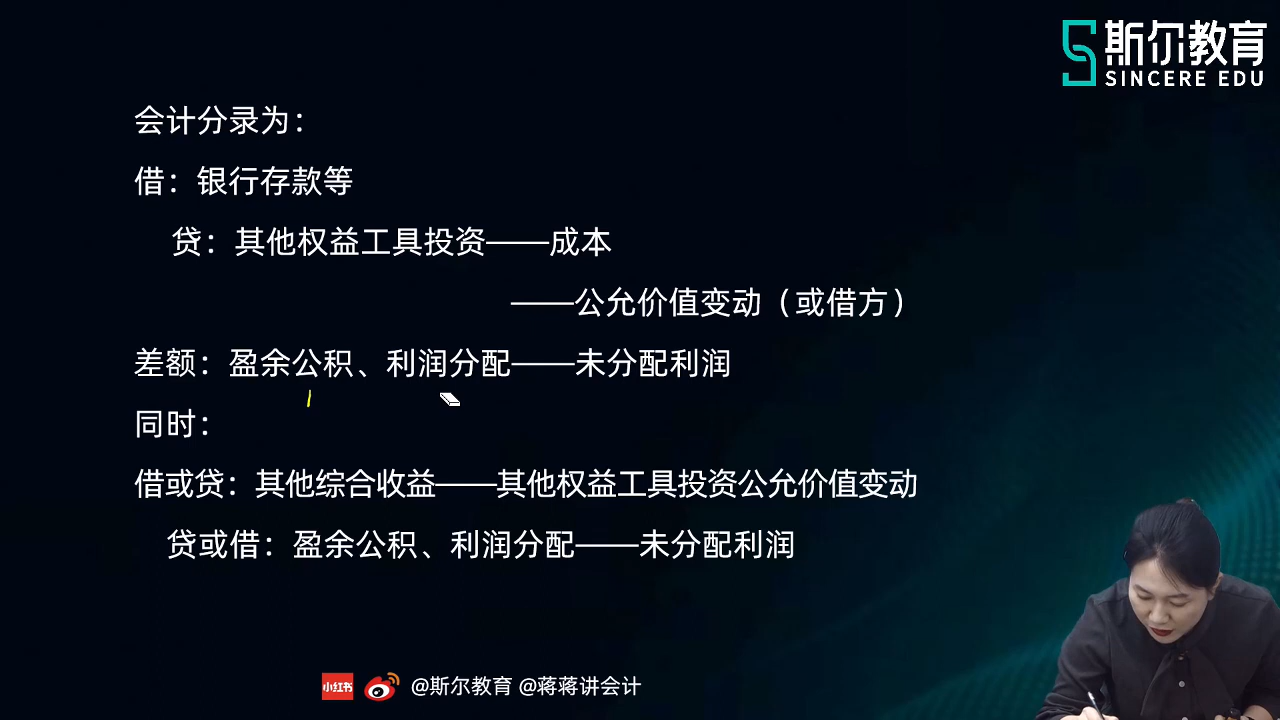 斯尔教育
SINCERE EDU
会计分录为：
借：银行存款等
贷：其他权益工具投资——成本
——公允价值变动（或借方）
差额：盈余公积、利润分配——未分配利润
同时：
借或贷：其他综合收益——其他权益工具投资公允价值变动
贷或借：盈余公积、利润分配——未分配利润
小红书 @斯尔教育 @蒋蒋讲会计